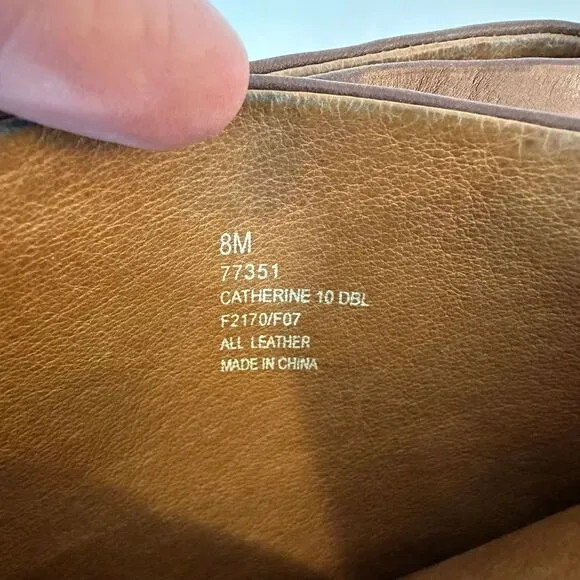 8M
77351
CATHERINE 10 DBL
F2170/F07
ALL LEATHER
MADE IN CHINA